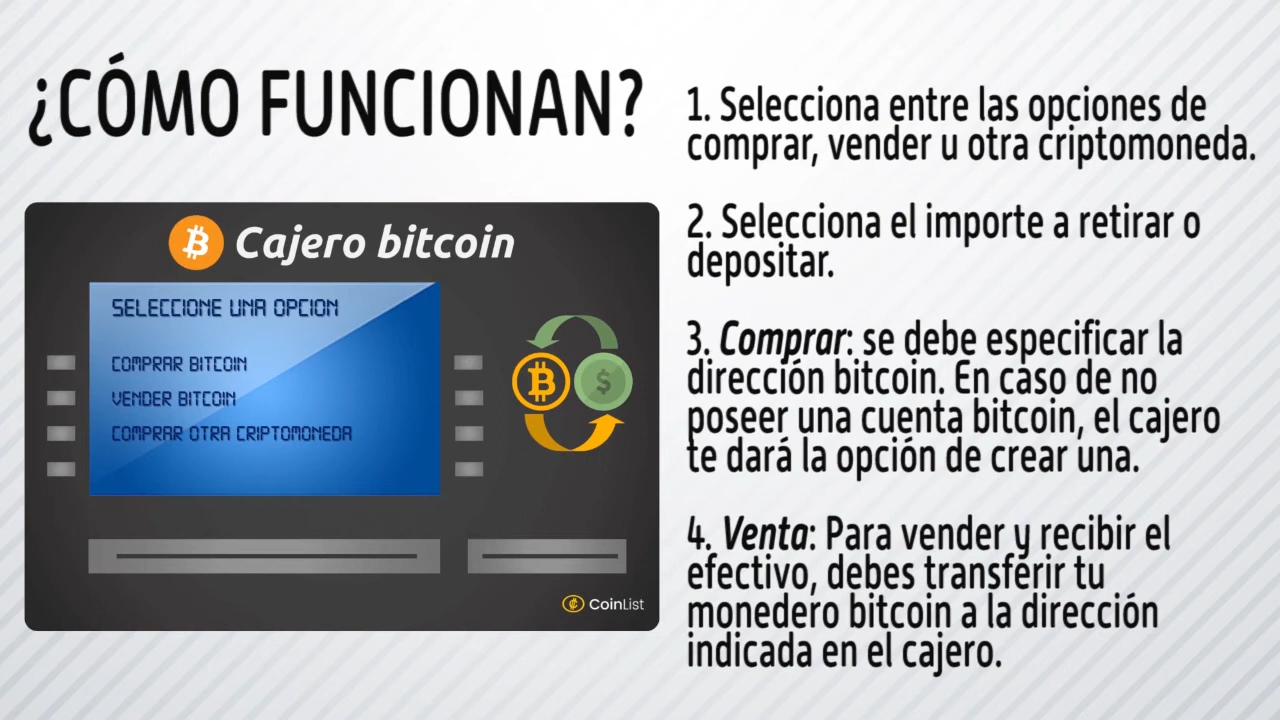 ¿CÓMO FUNCIONAN?
Cajero bitcoin
SELECCIONE UNA OPCION
COMPRAR BITCOIN
VENDER BITCOIN
COMPRAR OTRA CRIPTOMONEDA
CoinList
1. Selecciona entre las opciones de
comprar, vender u otra criptomoneda.
2. Selecciona el importe a retirar o
depositar.
3. Comprar: se debe especificar la
dirección bitcoin. En caso de no
poseer una cuenta bitcoin, el cajero
te dará la opción de crear una.
4. Venta: Para vender y recibir el
efectivo, debes transferir tu
monedero bitcoin a la dirección
indicada en el cajero.